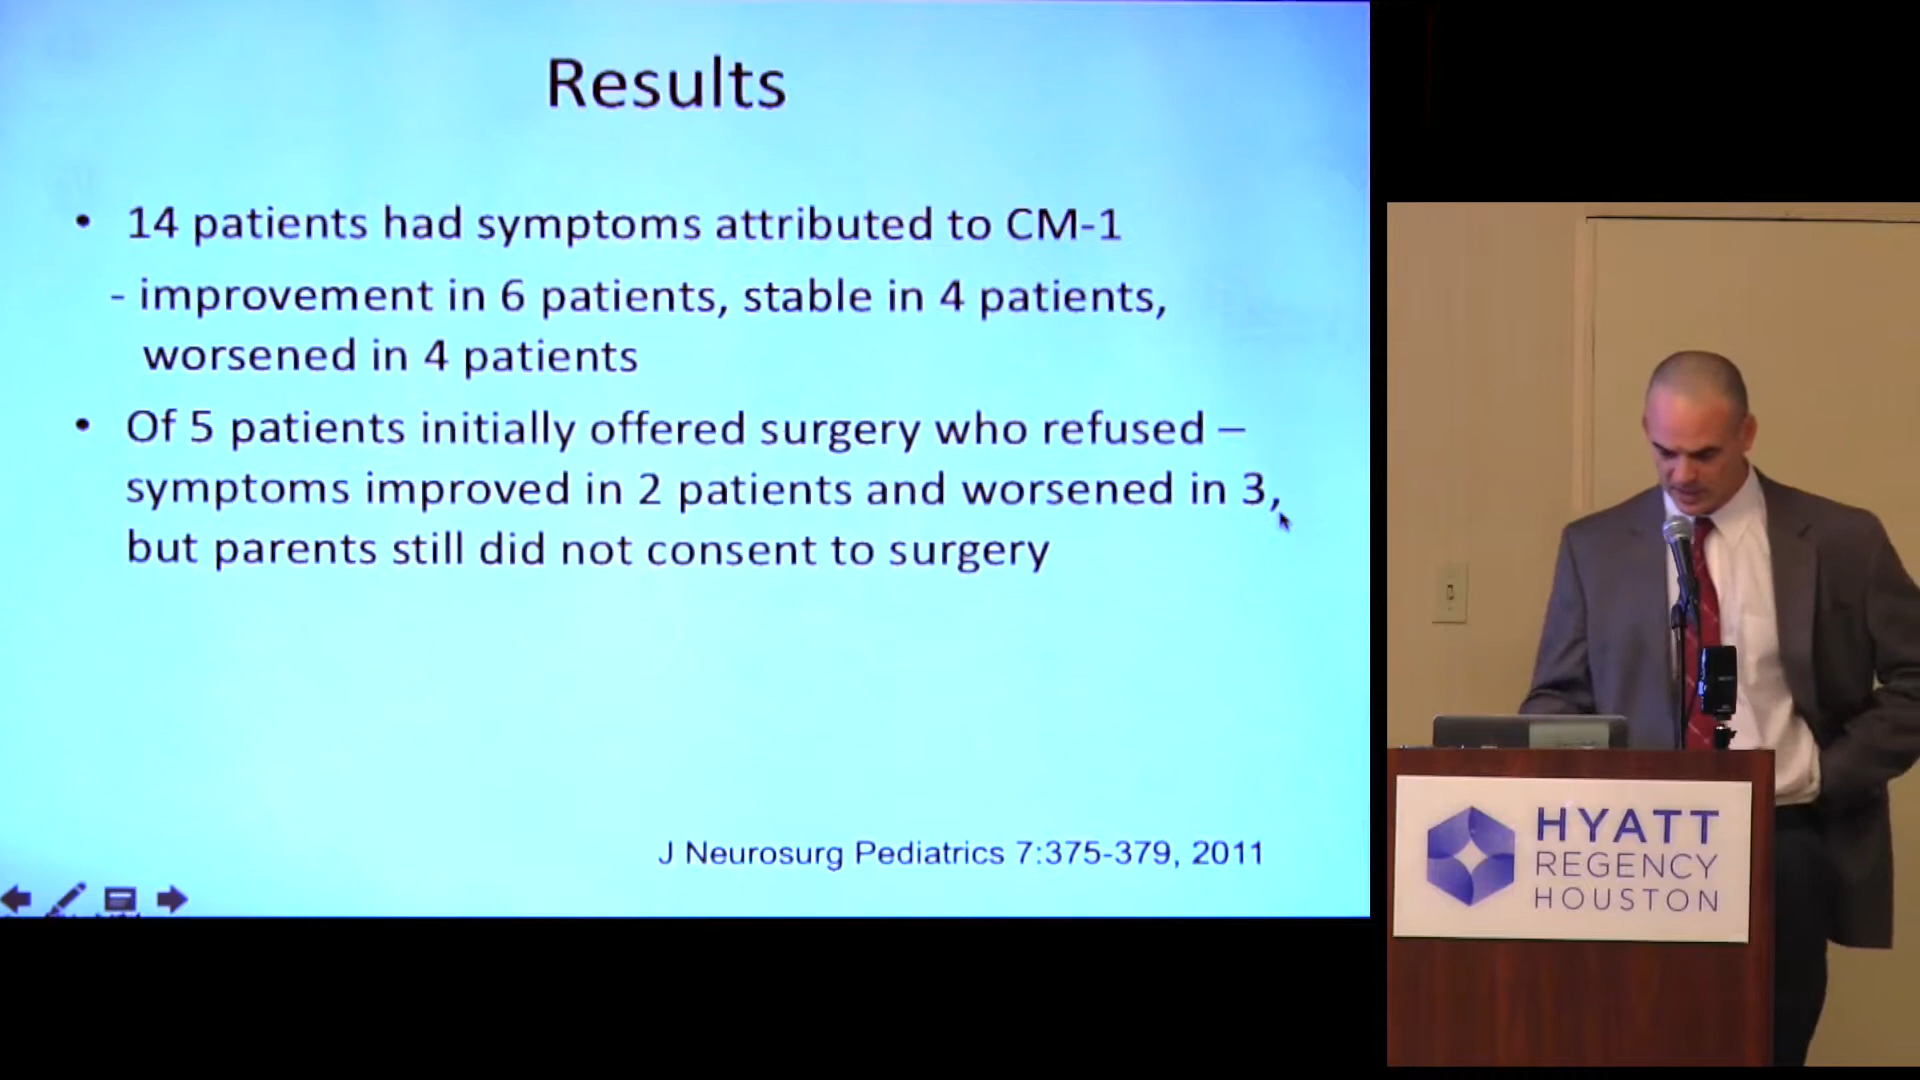 Results
• 14 patients had symptoms attributed to CM-1
- improvement in 6 patients, stable in 4 patients,
worsened in 4 patients
• Of 5 patients initially offered surgery who refused –
symptoms improved in 2 patients and worsened in 3,
but parents still did not consent to surgery
J Neurosurg Pediatrics 7:375-379, 2011
HYATT
REGENCY
HOUSTON